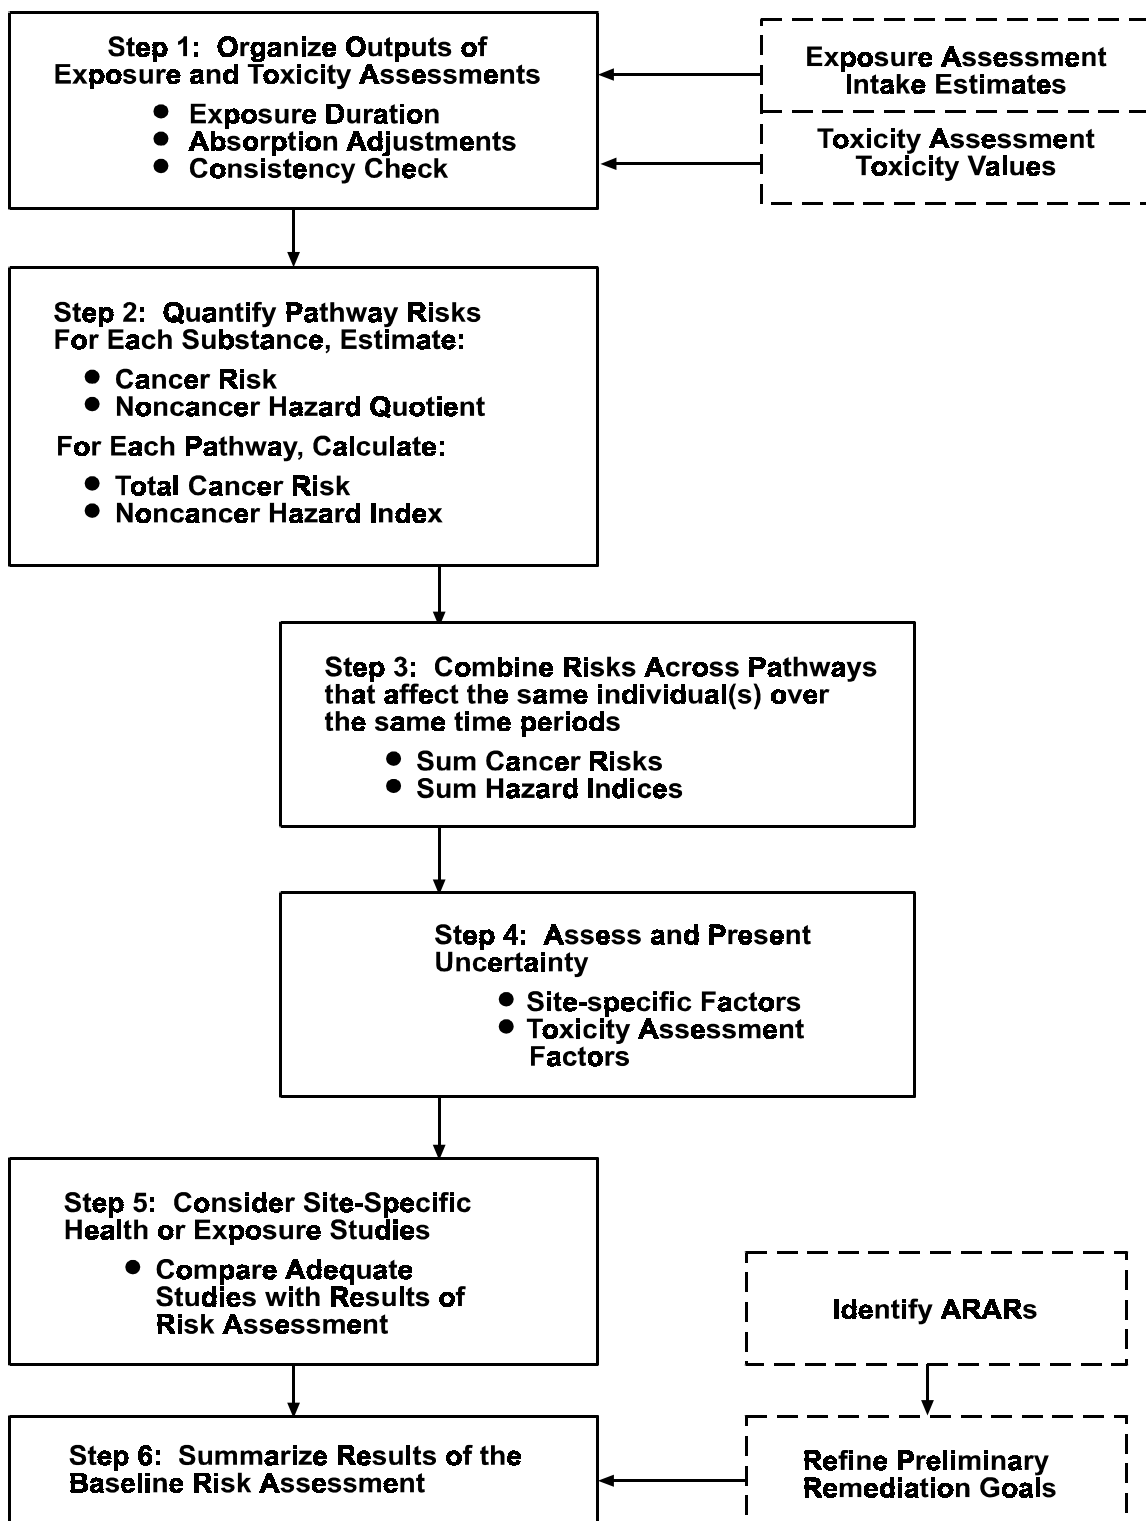 Step 1: Organize Outputs of
Exposure and Toxicity Assessments
● Exposure Duration
● Absorption Adjustments
● Consistency Check
Exposure Assessment
Intake Estimates
Toxicity Assessment
Toxicity Values
Step 2: Quantify Pathway Risks
For Each Substance, Estimate:
● Cancer Risk
● Noncancer Hazard Quotient
For Each Pathway, Calculate:
● Total Cancer Risk
● Noncancer Hazard Index
Step 3: Combine Risks Across Pathways
that affect the same individual(s) over
the same time periods
● Sum Cancer Risks
● Sum Hazard Indices
Step 4: Assess and Present
Uncertainty
● Site-specific Factors
● Toxicity Assessment
Factors
Step 5: Consider Site-Specific
Health or Exposure Studies
● Compare Adequate
Studies with Results of
Risk Assessment
Identify ARARs
Step 6: Summarize Results of the
Baseline Risk Assessment
Refine Preliminary
Remediation Goals